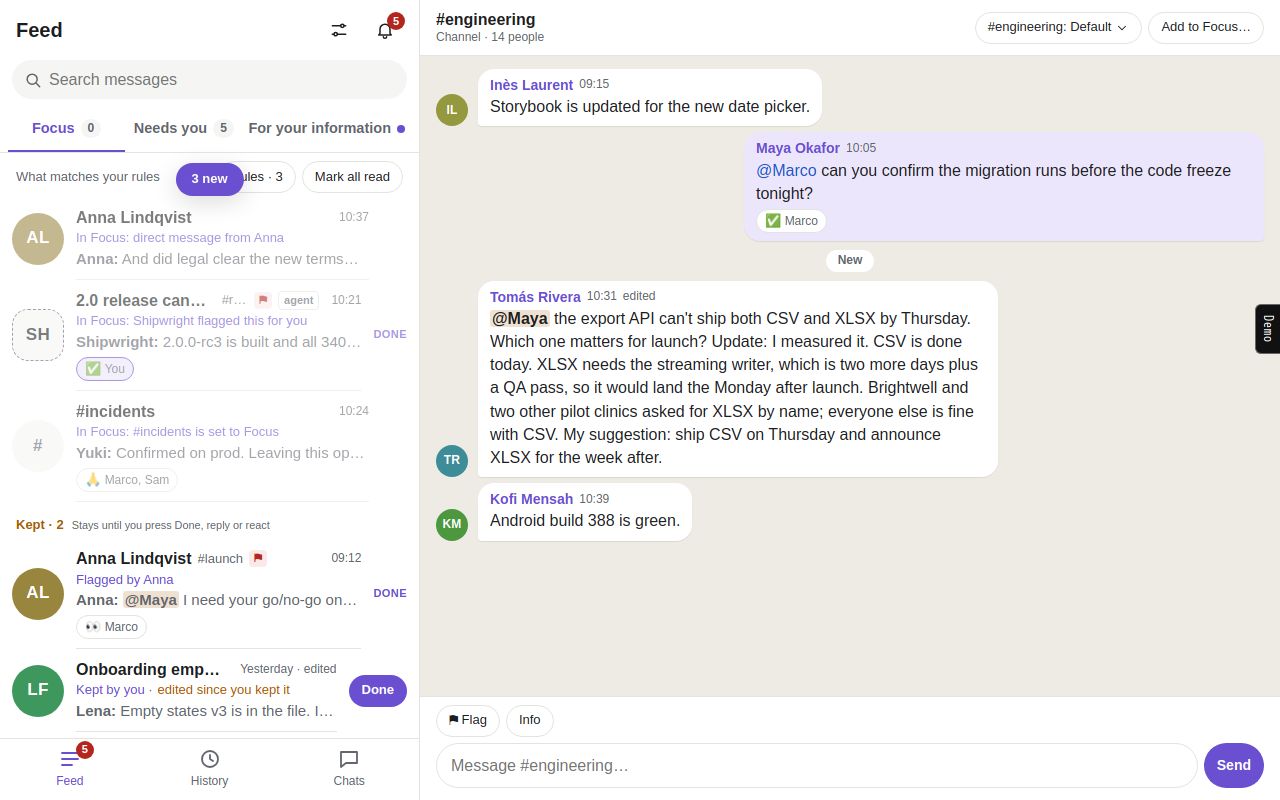 Feed
5
Search messages
Focus 0
Needs you 5
For your information
What matches your rules
3 new
ules · 3
Mark all read
AL
Anna Lindqvist 10:37
In Focus: direct message from Anna
Anna: And did legal clear the new terms…
SH
2.0 release can… #r… agent 10:21
In Focus: Shipwright flagged this for you
Shipwright: 2.0.0-rc3 is built and all 340…
✅ You
DONE
#
#incidents 10:24
In Focus: #incidents is set to Focus
Yuki: Confirmed on prod. Leaving this op…
🙏 Marco, Sam
Kept · 2 Stays until you press Done, reply or react
AL
Anna Lindqvist #launch 09:12
Flagged by Anna
Anna: @Maya I need your go/no-go on…
👀 Marco
DONE
LF
Onboarding emp… Yesterday · edited
Kept by you · edited since you kept it
Lena: Empty states v3 is in the file. I…
Done
5
Feed
History
Chats
#engineering
Channel · 14 people
#engineering: Default
Add to Focus…
IL
Inès Laurent 09:15
Storybook is updated for the new date picker.
Maya Okafor 10:05
@Marco can you confirm the migration runs before the code freeze
tonight?
✅ Marco
New
TR
Tomás Rivera 10:31 edited
@Maya the export API can't ship both CSV and XLSX by Thursday.
Which one matters for launch? Update: I measured it. CSV is done
today. XLSX needs the streaming writer, which is two more days plus
a QA pass, so it would land the Monday after launch. Brightwell and
two other pilot clinics asked for XLSX by name; everyone else is fine
with CSV. My suggestion: ship CSV on Thursday and announce
XLSX for the week after.
KM
Kofi Mensah 10:39
Android build 388 is green.
Demo
Flag
Info
Message #engineering…
Send